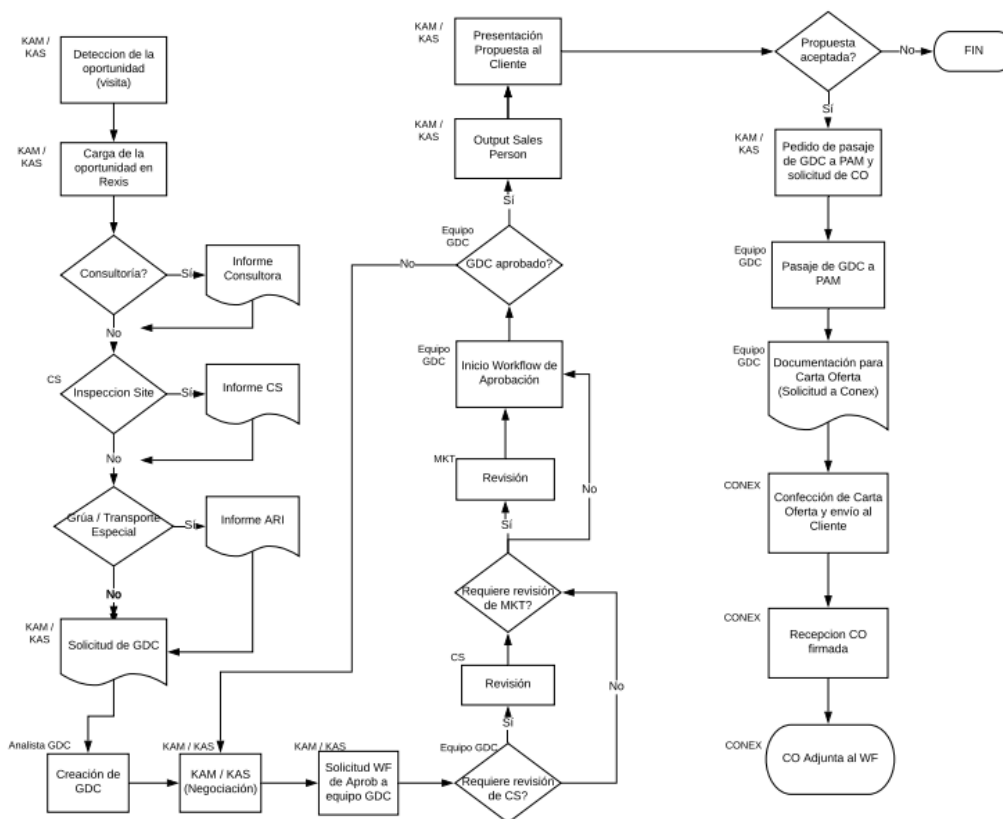 KAM /
KAS
Deteccion de la
oportunidad
(visita)
KAM /
KAS
Carga de la
oportunidad en
Rexis
Consultoría?
Sí
Informe
Consultora
No
CS
Inspeccion Site
Sí
Informe CS
No
Grúa / Transporte
Especial
Sí
Informe ARI
No
KAM /
KAS
Solicitud de GDC
Analista GDC
Creación de
GDC
KAM / KAS
KAM / KAS
(Negociación)
KAM / KAS
Solicitud WF
de Aprob a
equipo GDC
Equipo GDC
Requiere revisión
de CS?
Sí
No
CS
Revisión
Requiere revisión
de MKT?
Sí
No
MKT
Revisión
Equipo
GDC
Inicio Workflow de
Aprobación
Equipo
GDC
GDC aprobado?
No
Sí
KAM /
KAS
Output Sales
Person
KAM /
KAS
Presentación
Propuesta al
Cliente
Propuesta
aceptada?
No
FIN
Sí
KAM /
KAS
Pedido de pasaje
de GDC a PAM y
solicitud de CO
Equipo
GDC
Pasaje de GDC a
PAM
Equipo
GDC
Documentación para
Carta Oferta
(Solicitud a Conex)
CONEX
Confección de Carta
Oferta y envío al
Cliente
CONEX
Recepcion CO
firmada
CONEX
CO Adjunta al WF